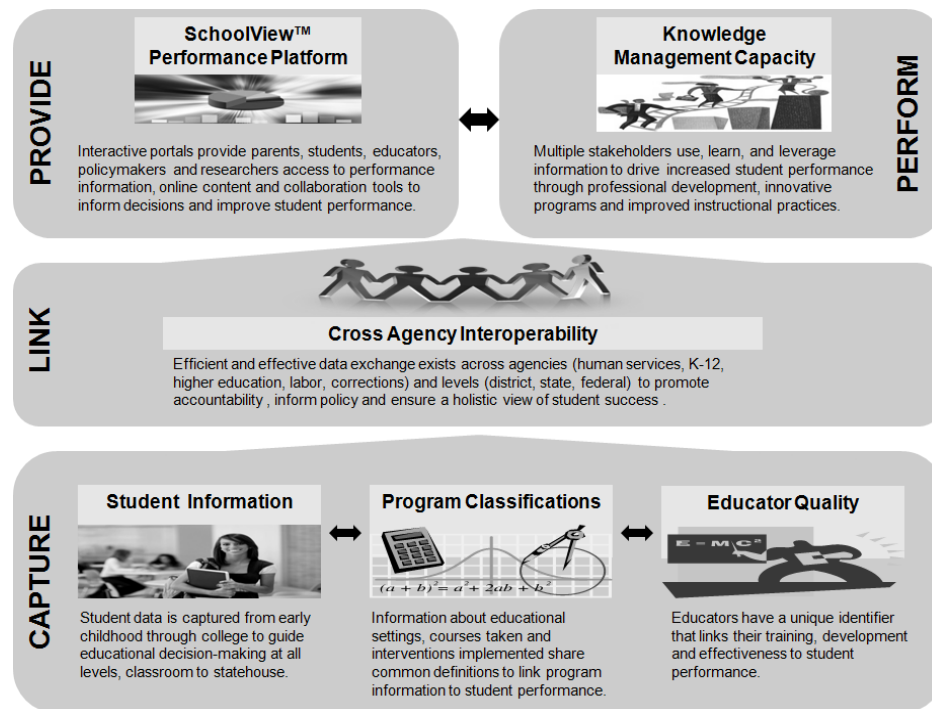 PROVIDE
SchoolView™
Performance Platform
Interactive portals provide parents, students, educators,
policymakers and researchers access to performance
information, online content and collaboration tools to
inform decisions and improve student performance.
Knowledge
Management Capacity
Multiple stakeholders use, learn, and leverage
information to drive increased student performance
through professional development, innovative
programs and improved instructional practices.
PERFORM
LINK
Cross Agency Interoperability
Efficient and effective data exchange exists across agencies (human services, K-12,
higher education, labor, corrections) and levels (district, state, federal) to promote
accountability , inform policy and ensure a holistic view of student success .
CAPTURE
Student Information
Student data is captured from early
childhood through college to guide
educational decision-making at all
levels, classroom to statehouse.
Program Classifications
(a + b)² = a² + 2ab + b²
Information about educational
settings, courses taken and
interventions implemented share
common definitions to link program
information to student performance.
Educator Quality
E = M C²
Educators have a unique identifier
that links their training, development
and effectiveness to student
performance.